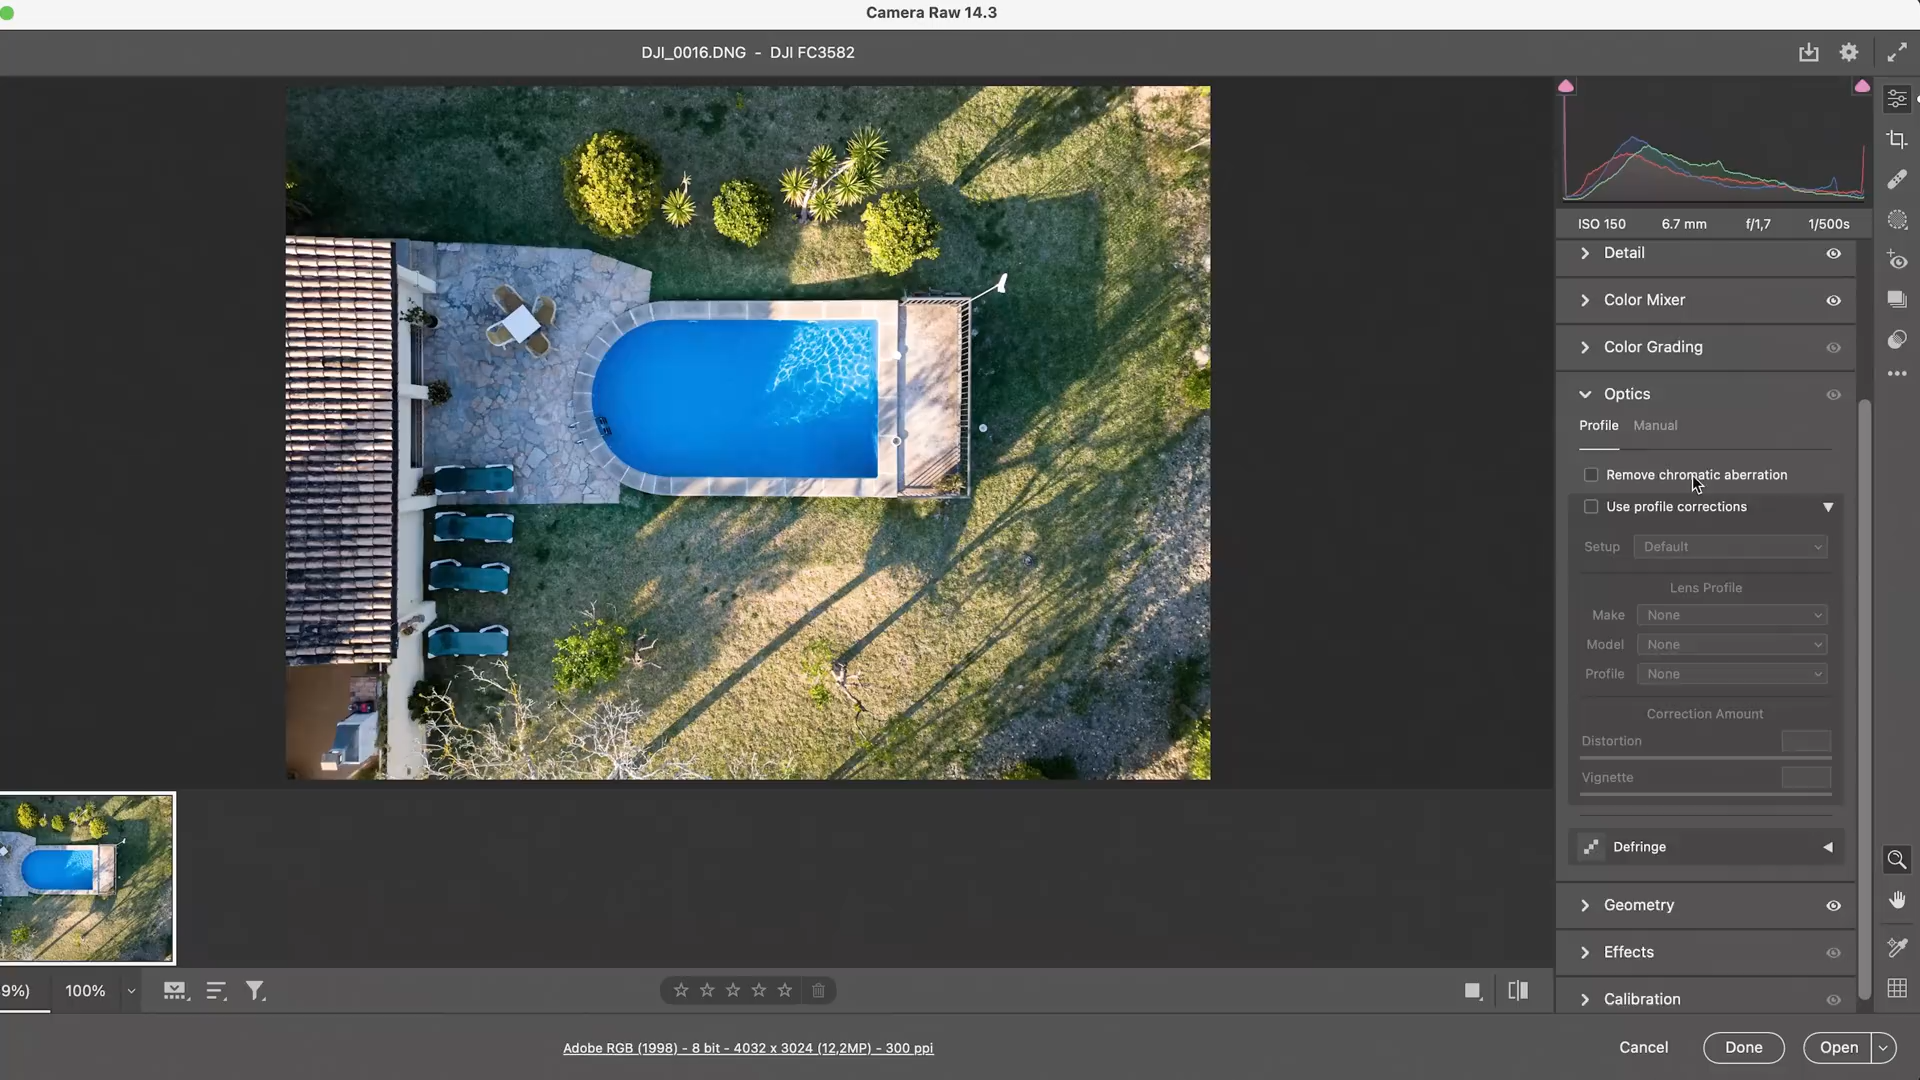 Camera Raw 14.3
DJI_0016.DNG - DJI FC3582
ISO 150 6.7 mm f/1,7 1/500s
Detail
Color Mixer
Color Grading
Optics
Profile Manual
Remove chromatic aberration
Use profile corrections
Setup Default
Lens Profile
Make None
Model None
Profile None
Correction Amount
Distortion
Vignette
Defringe
Geometry
Effects
Calibration
9%) 100%
Adobe RGB (1998) - 8 bit - 4032 x 3024 (12,2MP) - 300 ppi
Cancel Done Open